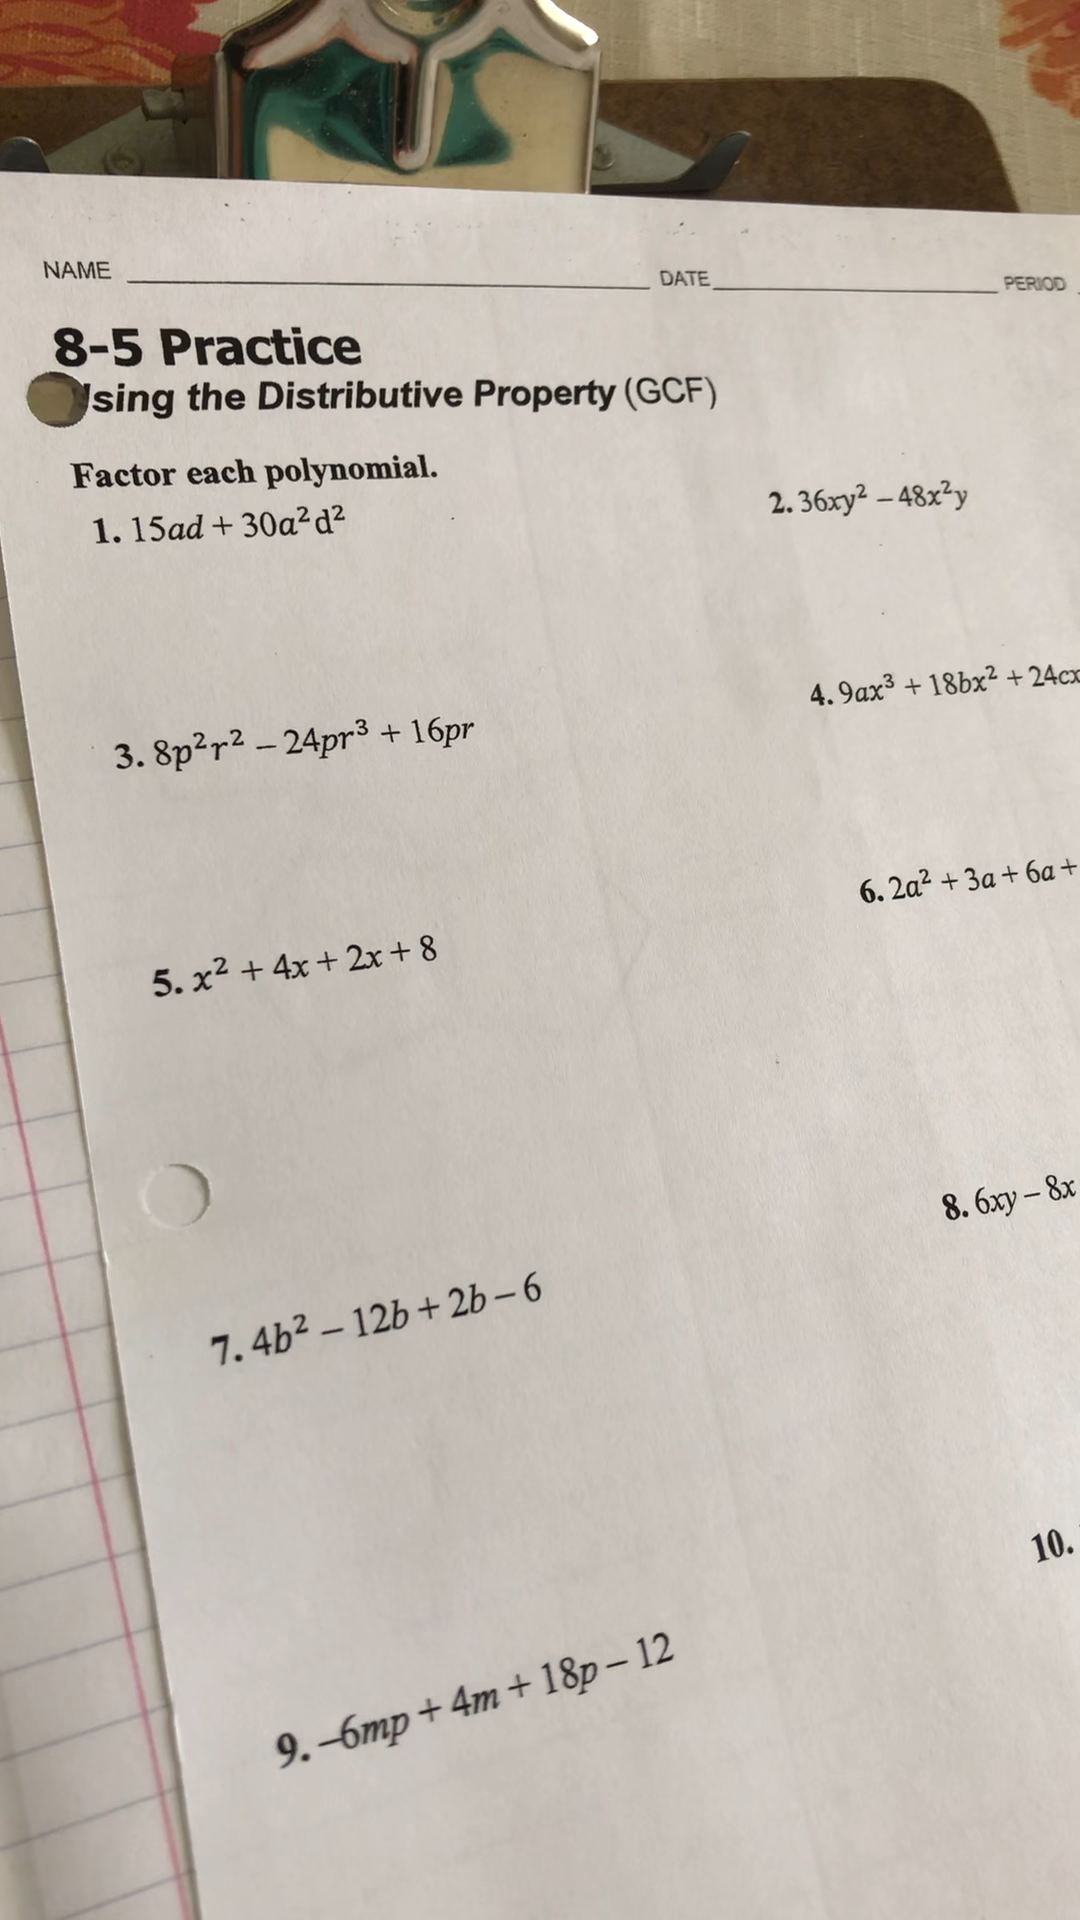 NAME DATE PERIOD
8-5 Practice
Using the Distributive Property (GCF)
Factor each polynomial.
1. 15ad + 30a²d²
2. 36xy² – 48x²y
3. 8p²r² – 24pr³ + 16pr
4. 9ax³ + 18bx² + 24cx
5. x² + 4x + 2x + 8
6. 2a² + 3a + 6a +
7. 4b² – 12b + 2b – 6
8. 6xy – 8x
9. –6mp + 4m + 18p – 12
10.